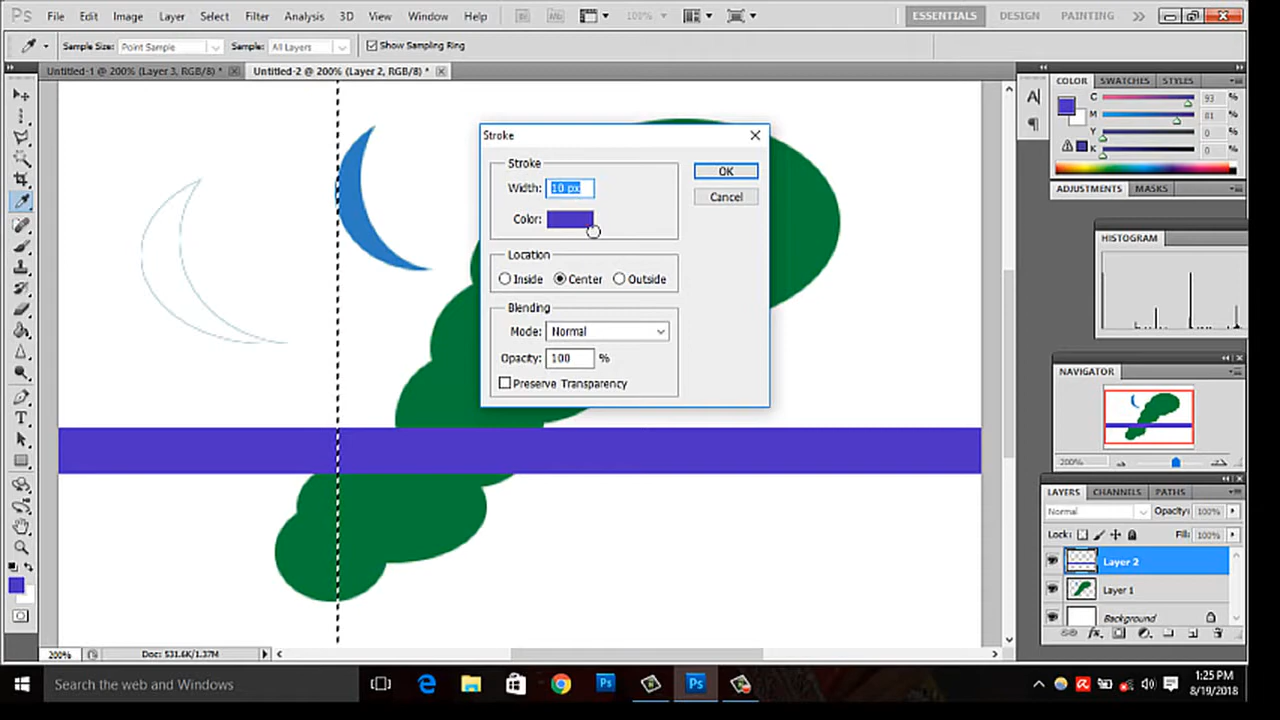 Ps File Edit Image Layer Select Filter Analysis 3D View Window Help 100% ESSENTIALS DESIGN PAINTING
Sample Size: Point Sample Sample: All Layers Show Sampling Ring
Untitled-1 @ 200% (Layer 3, RGB/8) * Untitled-2 @ 200% (Layer 2, RGB/8) *
COLOR SWATCHES STYLES
C 93 %
M 81 %
Y 0 %
K 0 %
ADJUSTMENTS MASKS
HISTOGRAM
NAVIGATOR
200%
LAYERS CHANNELS PATHS
Normal Opacity: 100%
Lock: Fill: 100%
Layer 2
Layer 1
Background
Stroke
Stroke
Width: 10 px
Color:
OK
Cancel
Location
Inside Center Outside
Blending
Mode: Normal
Opacity: 100 %
Preserve Transparency
200% Doc: 531.6K/1.37M
Search the web and Windows
1:25 PM
8/19/2018